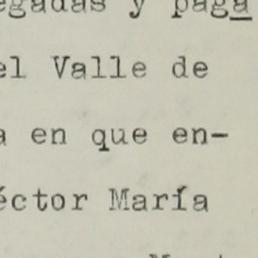 egadas y paga
el Valle de
a en que en-
éctor María